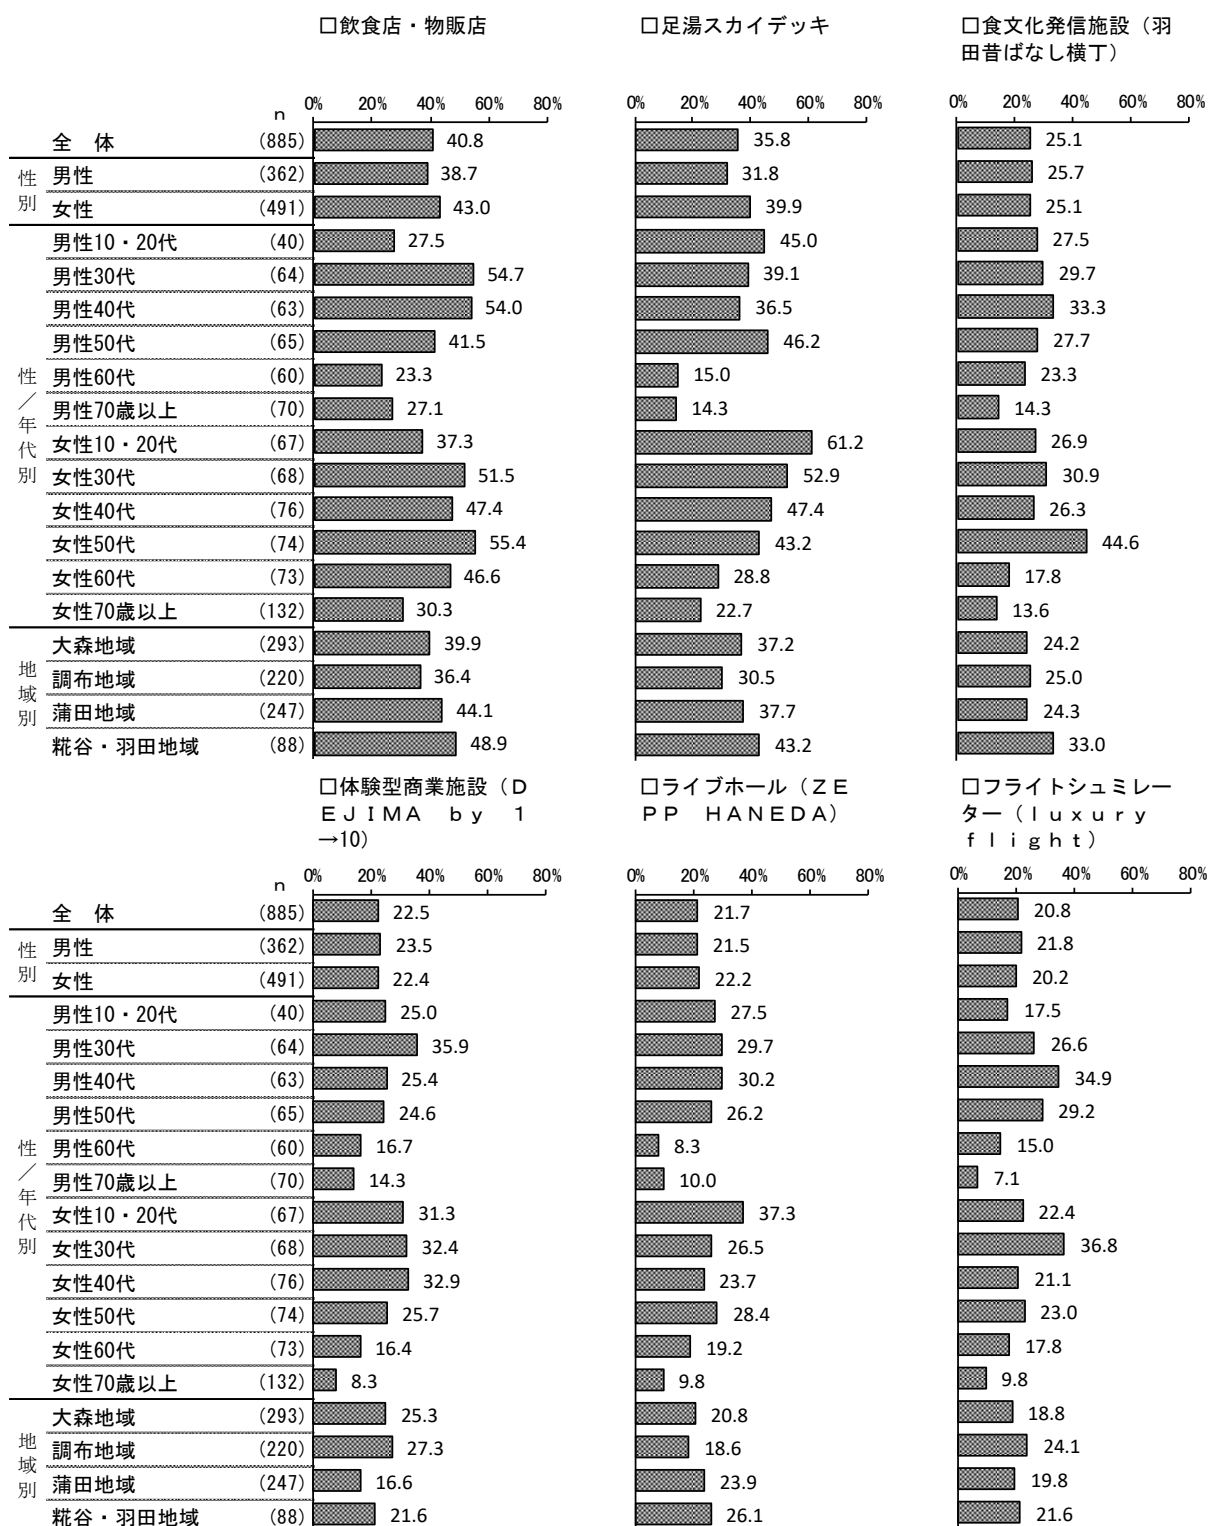 □飲食店・物販店 □足湯スカイデッキ □食文化発信施設（羽
田昔ばなし横丁）
n 0% 20% 40% 60% 80% 0% 20% 40% 60% 80% 0% 20% 40% 60% 80%
全　体 (885) 40.8 35.8 25.1
性別
男性 (362) 38.7 31.8 25.7
女性 (491) 43.0 39.9 25.1
性／年代別
男性10・20代 (40) 27.5 45.0 27.5
男性30代 (64) 54.7 39.1 29.7
男性40代 (63) 54.0 36.5 33.3
男性50代 (65) 41.5 46.2 27.7
男性60代 (60) 23.3 15.0 23.3
男性70歳以上 (70) 27.1 14.3 14.3
女性10・20代 (67) 37.3 61.2 26.9
女性30代 (68) 51.5 52.9 30.9
女性40代 (76) 47.4 47.4 26.3
女性50代 (74) 55.4 43.2 44.6
女性60代 (73) 46.6 28.8 17.8
女性70歳以上 (132) 30.3 22.7 13.6
地域別
大森地域 (293) 39.9 37.2 24.2
調布地域 (220) 36.4 30.5 25.0
蒲田地域 (247) 44.1 37.7 24.3
糀谷・羽田地域 (88) 48.9 43.2 33.0
□体験型商業施設（Ｄ □ライブホール（ＺＥ □フライトシュミレー
ＥＪＩＭＡ　ｂｙ　１ ＰＰ　ＨＡＮＥＤＡ） ター（ｌｕｘｕｒｙ
→10） ｆｌｉｇｈｔ）
n 0% 20% 40% 60% 80% 0% 20% 40% 60% 80% 0% 20% 40% 60% 80%
全　体 (885) 22.5 21.7 20.8
性別
男性 (362) 23.5 21.5 21.8
女性 (491) 22.4 22.2 20.2
性／年代別
男性10・20代 (40) 25.0 27.5 17.5
男性30代 (64) 35.9 29.7 26.6
男性40代 (63) 25.4 30.2 34.9
男性50代 (65) 24.6 26.2 29.2
男性60代 (60) 16.7 8.3 15.0
男性70歳以上 (70) 14.3 10.0 7.1
女性10・20代 (67) 31.3 37.3 22.4
女性30代 (68) 32.4 26.5 36.8
女性40代 (76) 32.9 23.7 21.1
女性50代 (74) 25.7 28.4 23.0
女性60代 (73) 16.4 19.2 17.8
女性70歳以上 (132) 8.3 9.8 9.8
地域別
大森地域 (293) 25.3 20.8 18.8
調布地域 (220) 27.3 18.6 24.1
蒲田地域 (247) 16.6 23.9 19.8
糀谷・羽田地域 (88) 21.6 26.1 21.6